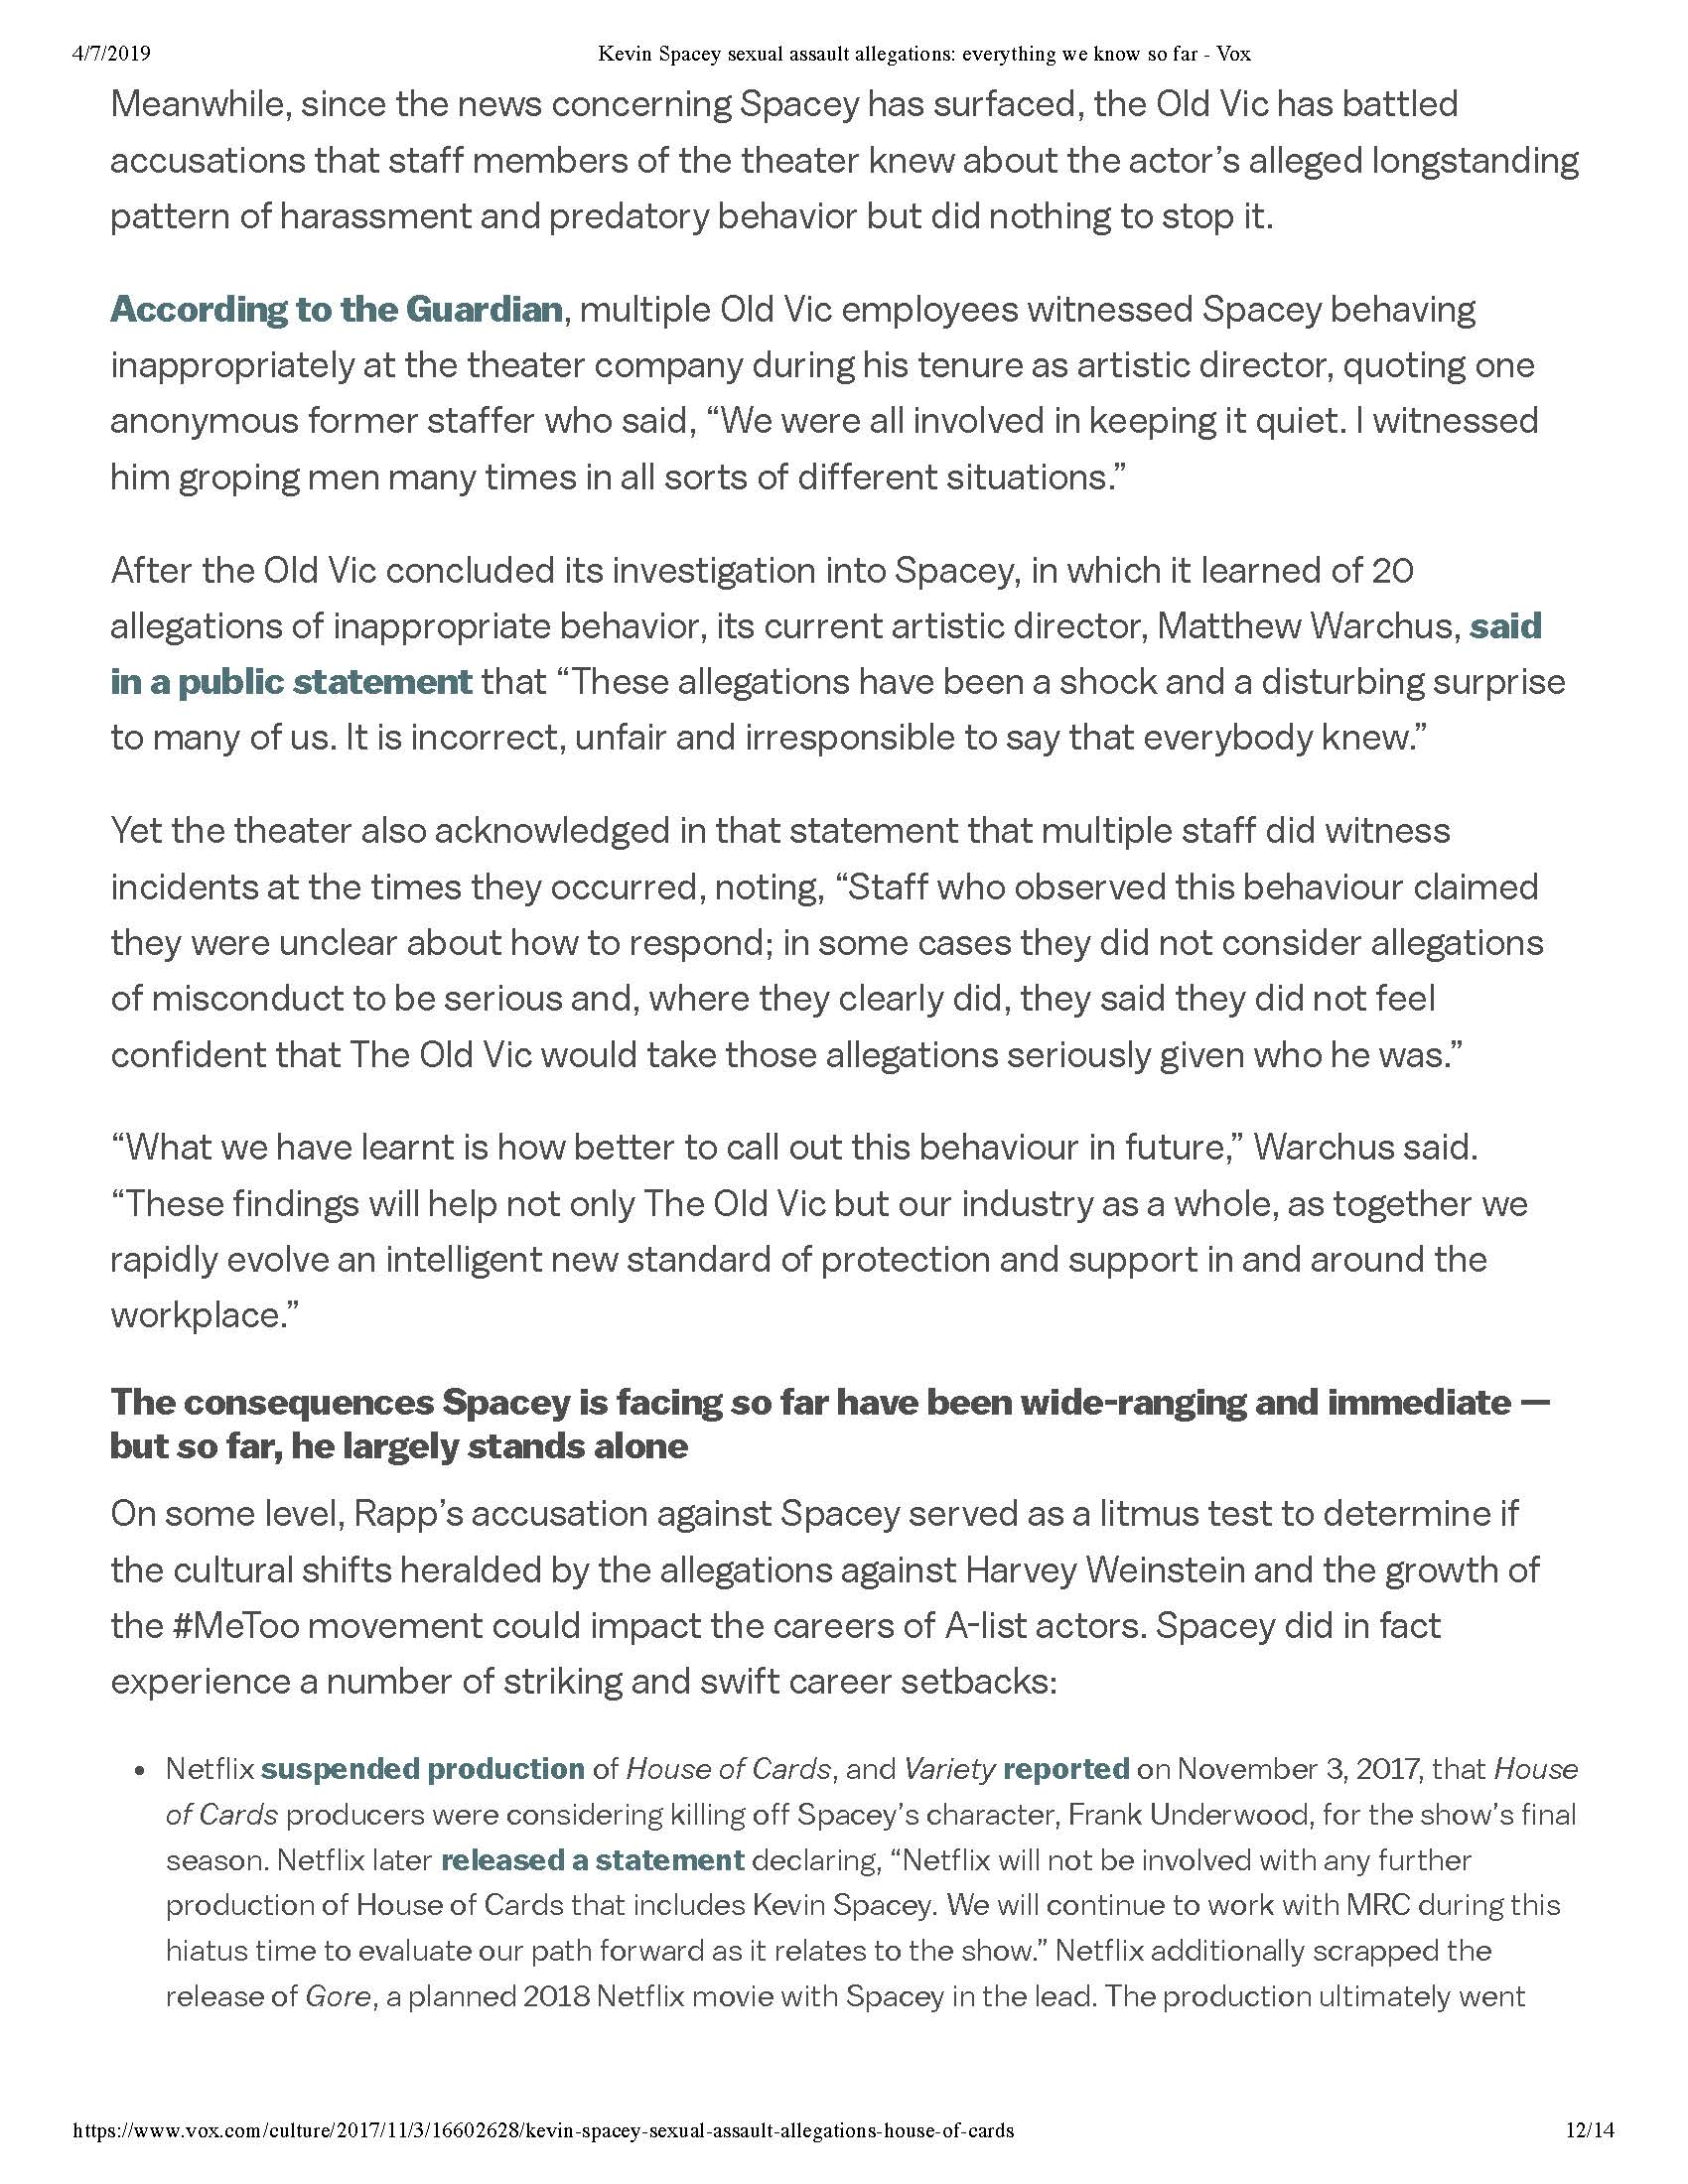 4/7/2019 Kevin Spacey sexual assault allegations: everything we know so far - Vox
Meanwhile, since the news concerning Spacey has surfaced, the Old Vic has battled
accusations that staff members of the theater knew about the actor’s alleged longstanding
pattern of harassment and predatory behavior but did nothing to stop it.
According to the Guardian, multiple Old Vic employees witnessed Spacey behaving
inappropriately at the theater company during his tenure as artistic director, quoting one
anonymous former staffer who said, “We were all involved in keeping it quiet. I witnessed
him groping men many times in all sorts of different situations.”
After the Old Vic concluded its investigation into Spacey, in which it learned of 20
allegations of inappropriate behavior, its current artistic director, Matthew Warchus, said
in a public statement that “These allegations have been a shock and a disturbing surprise
to many of us. It is incorrect, unfair and irresponsible to say that everybody knew.”
Yet the theater also acknowledged in that statement that multiple staff did witness
incidents at the times they occurred, noting, “Staff who observed this behaviour claimed
they were unclear about how to respond; in some cases they did not consider allegations
of misconduct to be serious and, where they clearly did, they said they did not feel
confident that The Old Vic would take those allegations seriously given who he was.”
“What we have learnt is how better to call out this behaviour in future,” Warchus said.
“These findings will help not only The Old Vic but our industry as a whole, as together we
rapidly evolve an intelligent new standard of protection and support in and around the
workplace.”
The consequences Spacey is facing so far have been wide-ranging and immediate —
but so far, he largely stands alone
On some level, Rapp’s accusation against Spacey served as a litmus test to determine if
the cultural shifts heralded by the allegations against Harvey Weinstein and the growth of
the #MeToo movement could impact the careers of A-list actors. Spacey did in fact
experience a number of striking and swift career setbacks:
• Netflix suspended production of House of Cards, and Variety reported on November 3, 2017, that House
of Cards producers were considering killing off Spacey’s character, Frank Underwood, for the show’s final
season. Netflix later released a statement declaring, “Netflix will not be involved with any further
production of House of Cards that includes Kevin Spacey. We will continue to work with MRC during this
hiatus time to evaluate our path forward as it relates to the show.” Netflix additionally scrapped the
release of Gore, a planned 2018 Netflix movie with Spacey in the lead. The production ultimately went
https://www.vox.com/culture/2017/11/3/16602628/kevin-spacey-sexual-assault-allegations-house-of-cards 12/14